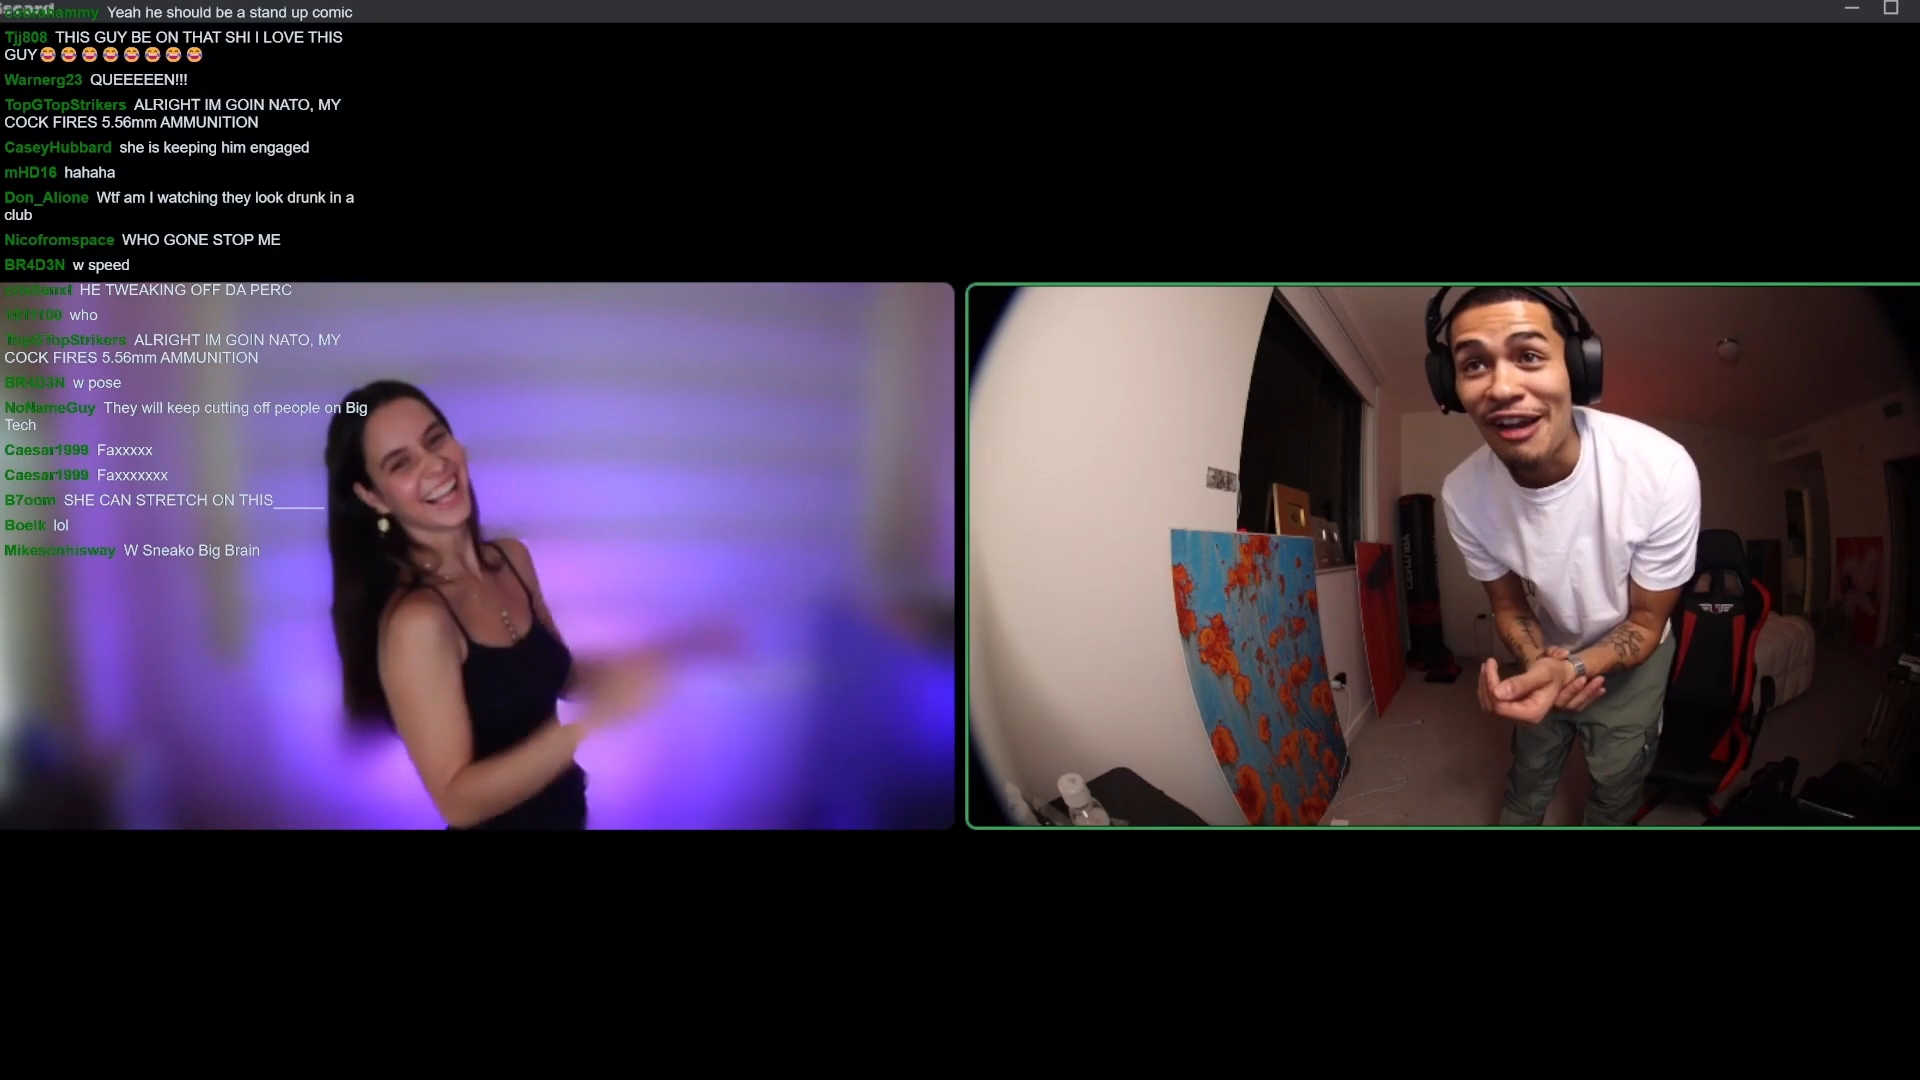 Yeah he should be a stand up comic
Tjj808 THIS GUY BE ON THAT SHI I LOVE THIS
GUY😂😂😂😂😂😂😂😂
Warnerg23 QUEEEEEN!!!
TopGTopStrikers ALRIGHT IM GOIN NATO, MY
COCK FIRES 5.56mm AMMUNITION
CaseyHubbard she is keeping him engaged
mHD16 hahaha
Don_Alione Wtf am I watching they look drunk in a
club
Nicofromspace WHO GONE STOP ME
BR4D3N w speed
HE TWEAKING OFF DA PERC
who
TopGTopStrikers ALRIGHT IM GOIN NATO, MY
COCK FIRES 5.56mm AMMUNITION
BR4D3N w pose
NoNameGuy They will keep cutting off people on Big
Tech
Caesar1999 Faxxxxx
Caesar1999 Faxxxxxxx
B7oom SHE CAN STRETCH ON THIS______
Boelk lol
Mikesonhisway W Sneako Big Brain